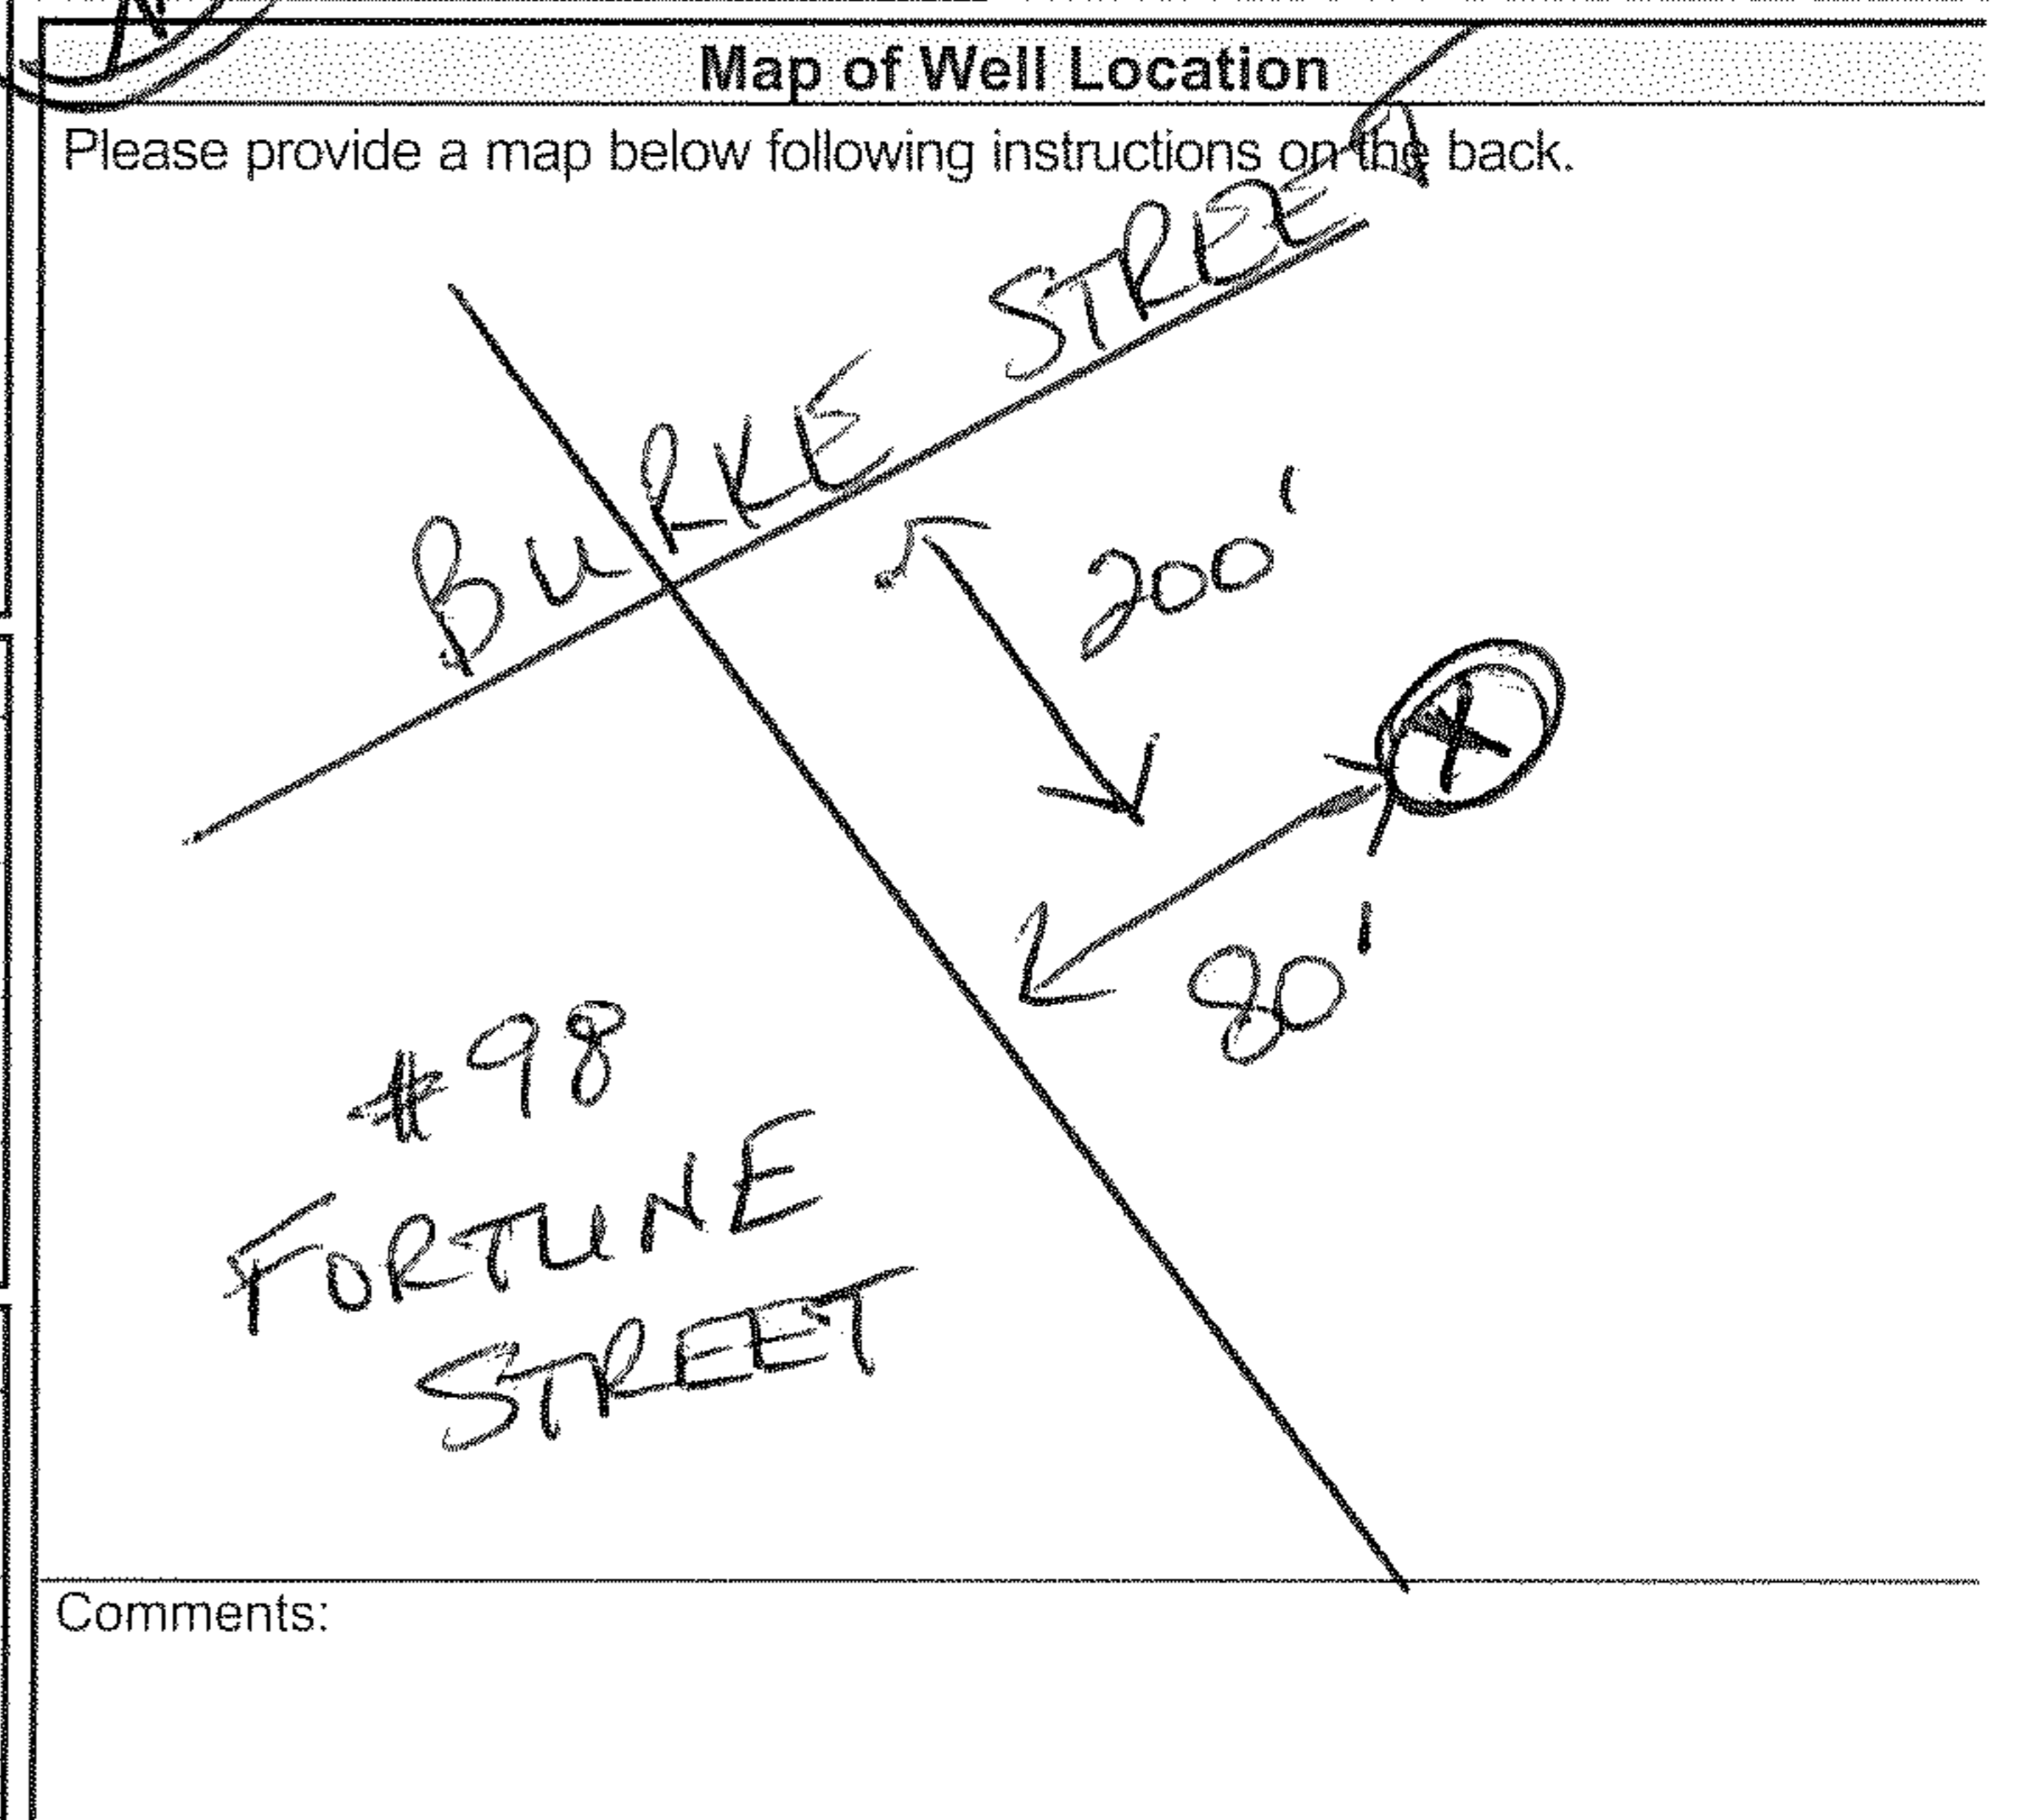 Map of Well Location
Please provide a map below following instructions on the back.
BURKE STREET
200'
80'
#98
FORTUNE
STREET
Comments: